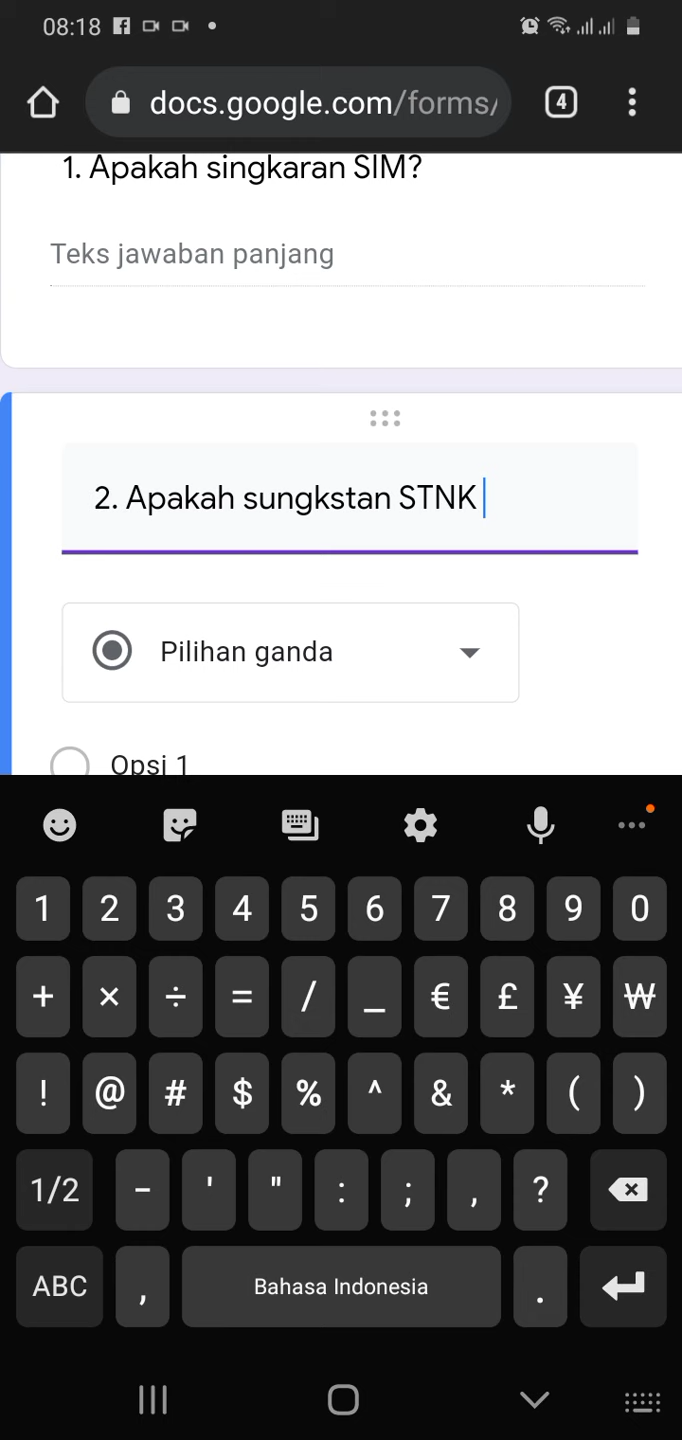 08:18
docs.google.com/forms/
4
1. Apakah singkaran SIM?
Teks jawaban panjang
2. Apakah sungkstan STNK
Pilihan ganda
Opsi 1
1 2 3 4 5 6 7 8 9 0
+ × ÷ = / _ € £ ¥ ₩
! @ # $ % ^ & * ( )
1/2 - ' " : ; , ?
ABC , Bahasa Indonesia .